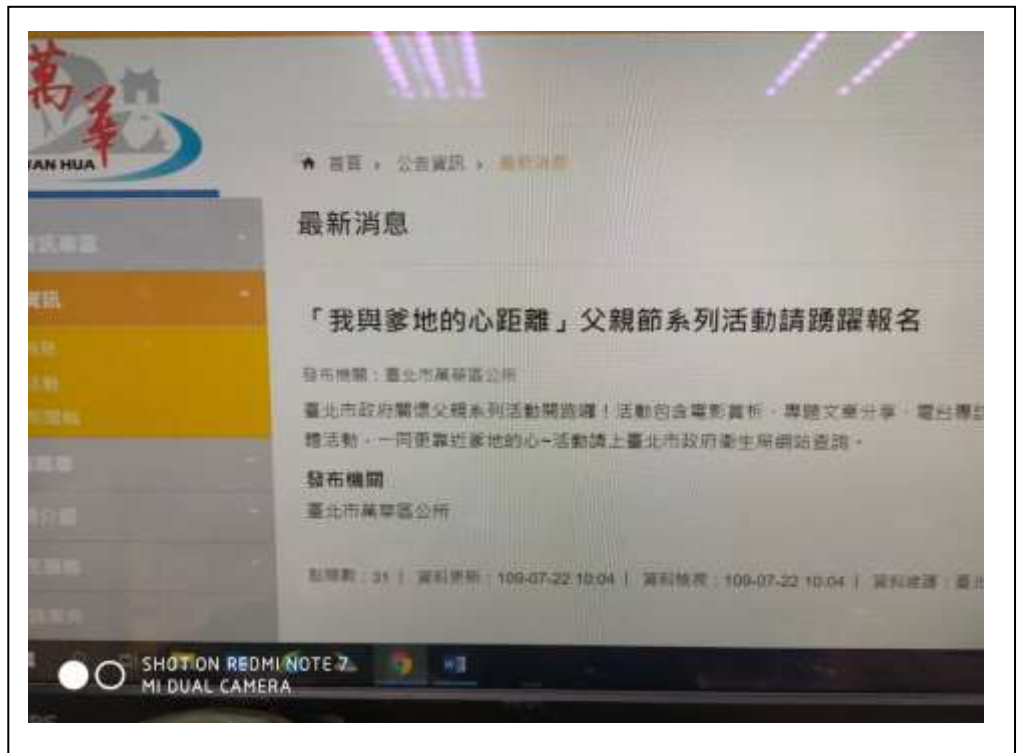 萬華
WAN HUA
首頁 › 公告資訊 › 最新消息
最新消息
「我與爹地的心距離」父親節系列活動請踴躍報名
發布機關：臺北市萬華區公所
臺北市政府關懷父親系列活動開跑囉！活動包含電影賞析、專題文章分享、電台專訪
體活動，一同更靠近爹地的心~活動請上臺北市政府衛生局網站查詢。
發布機關
臺北市萬華區公所
點閱數：31 | 資料更新：109-07-22 10:04 | 資料檢視：109-07-22 10:04 | 資料維護：臺北
資訊
SHOT ON REDMI NOTE 7
MI DUAL CAMERA